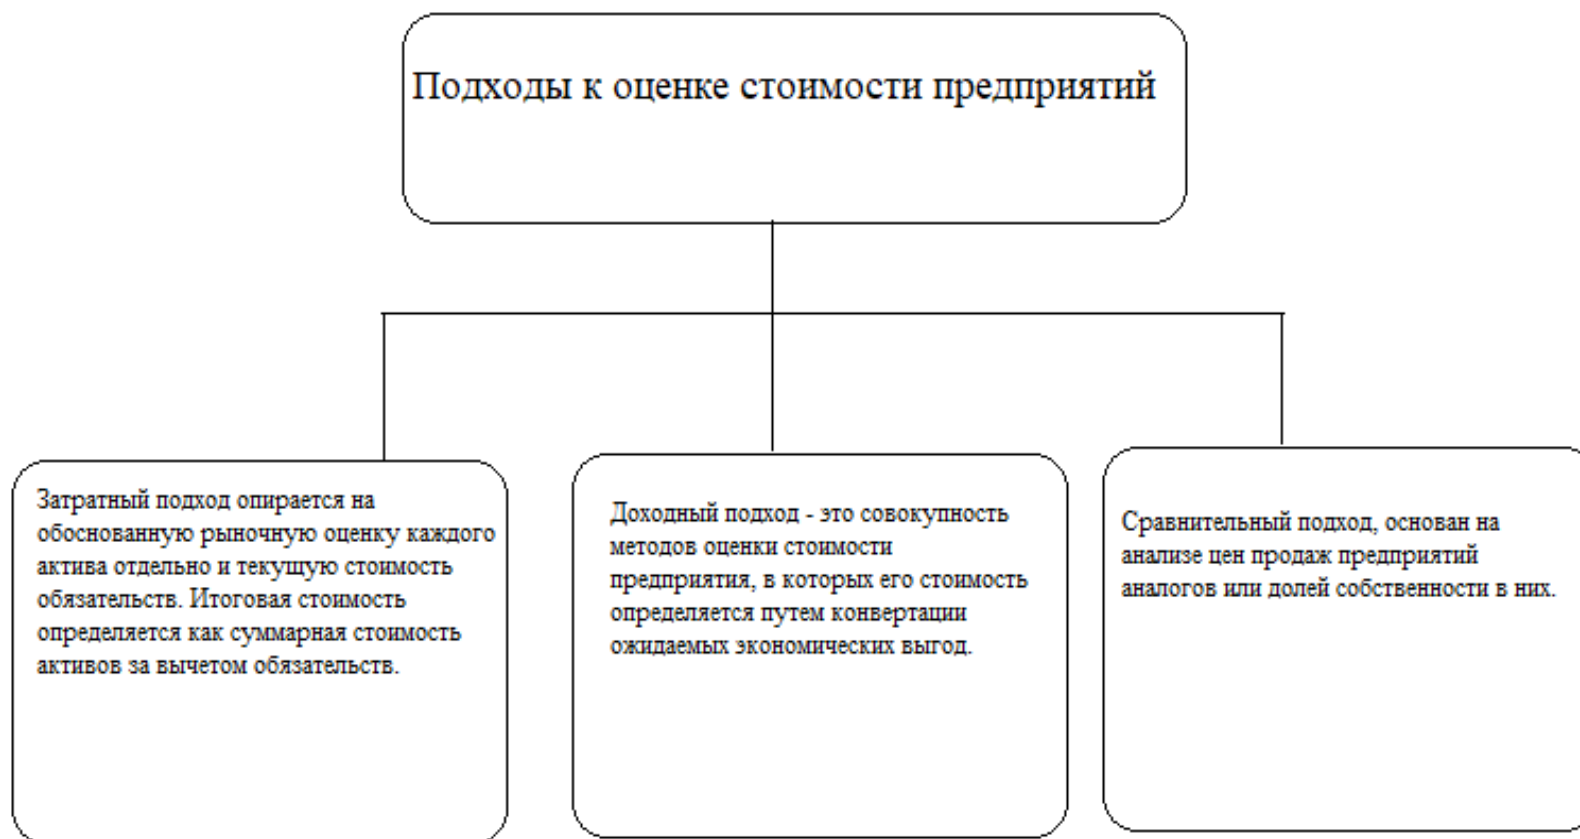 Подходы к оценке стоимости предприятий
Затратный подход опирается на
обоснованную рыночную оценку каждого
актива отдельно и текущую стоимость
обязательств. Итоговая стоимость
определяется как суммарная стоимость
активов за вычетом обязательств.
Доходный подход - это совокупность
методов оценки стоимости
предприятия, в которых его стоимость
определяется путем конвертации
ожидаемых экономических выгод.
Сравнительный подход, основан на
анализе цен продаж предприятий
аналогов или долей собственности в них.